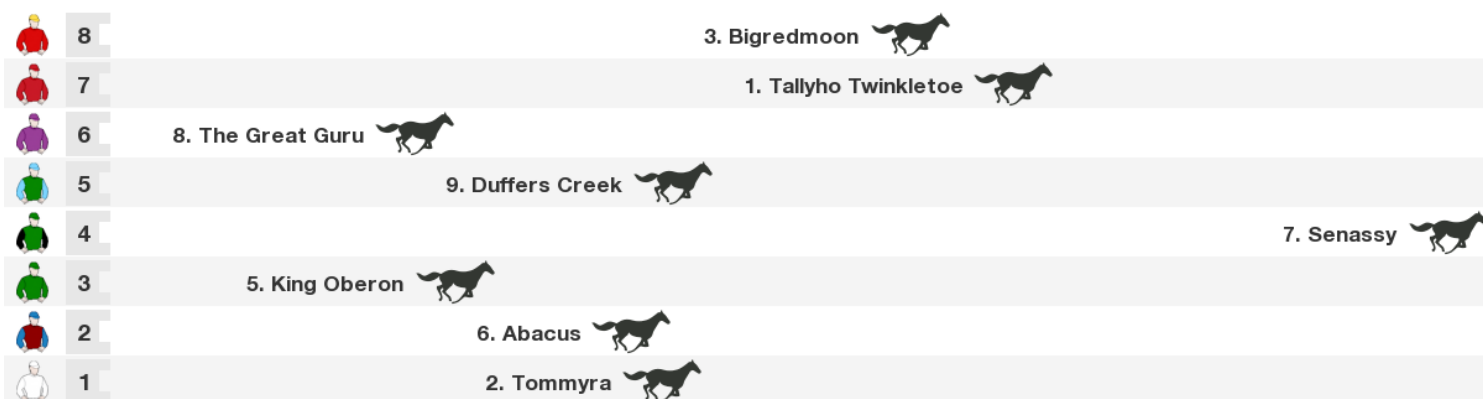 8 3. Bigredmoon
7 1. Tallyho Twinkletoe
6 8. The Great Guru
5 9. Duffers Creek
4 7. Senassy
3 5. King Oberon
2 6. Abacus
1 2. Tommyra